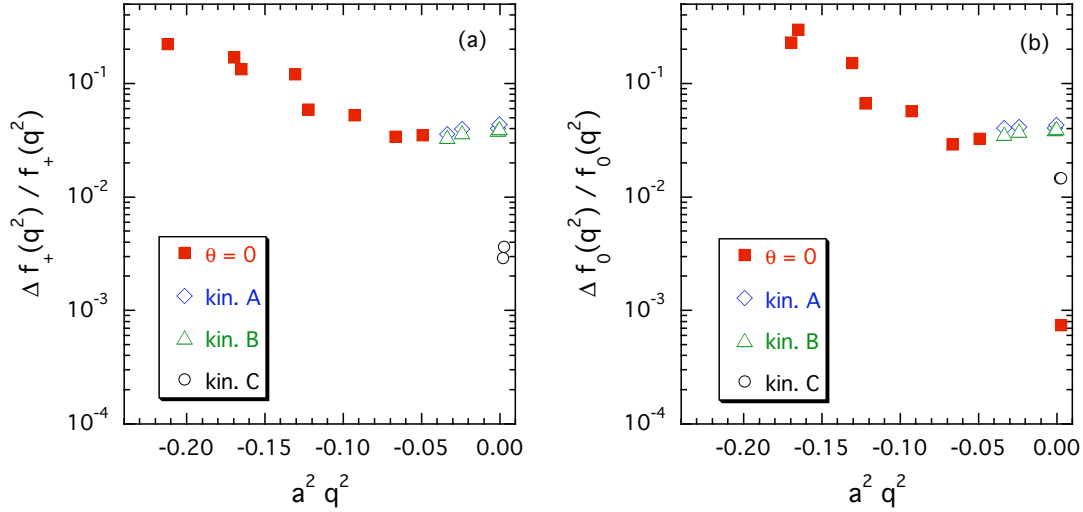 (a)
Δ f₊(q²) / f₊(q²)
10⁻¹
10⁻²
10⁻³
10⁻⁴
θ = 0
kin. A
kin. B
kin. C
-0.20 -0.15 -0.10 -0.05 0.00
a² q²
(b)
Δ f₀(q²) / f₀(q²)
10⁻¹
10⁻²
10⁻³
10⁻⁴
θ = 0
kin. A
kin. B
kin. C
-0.20 -0.15 -0.10 -0.05 0.00
a² q²